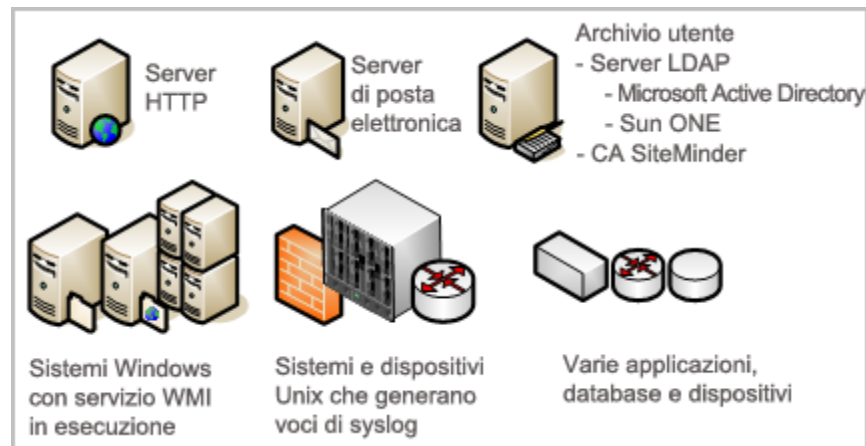 Server
HTTP
Server
di posta
elettronica
Archivio utente
- Server LDAP
- Microsoft Active Directory
- Sun ONE
- CA SiteMinder
Sistemi Windows
con servizio WMI
in esecuzione
Sistemi e dispositivi
Unix che generano
voci di syslog
Varie applicazioni,
database e dispositivi